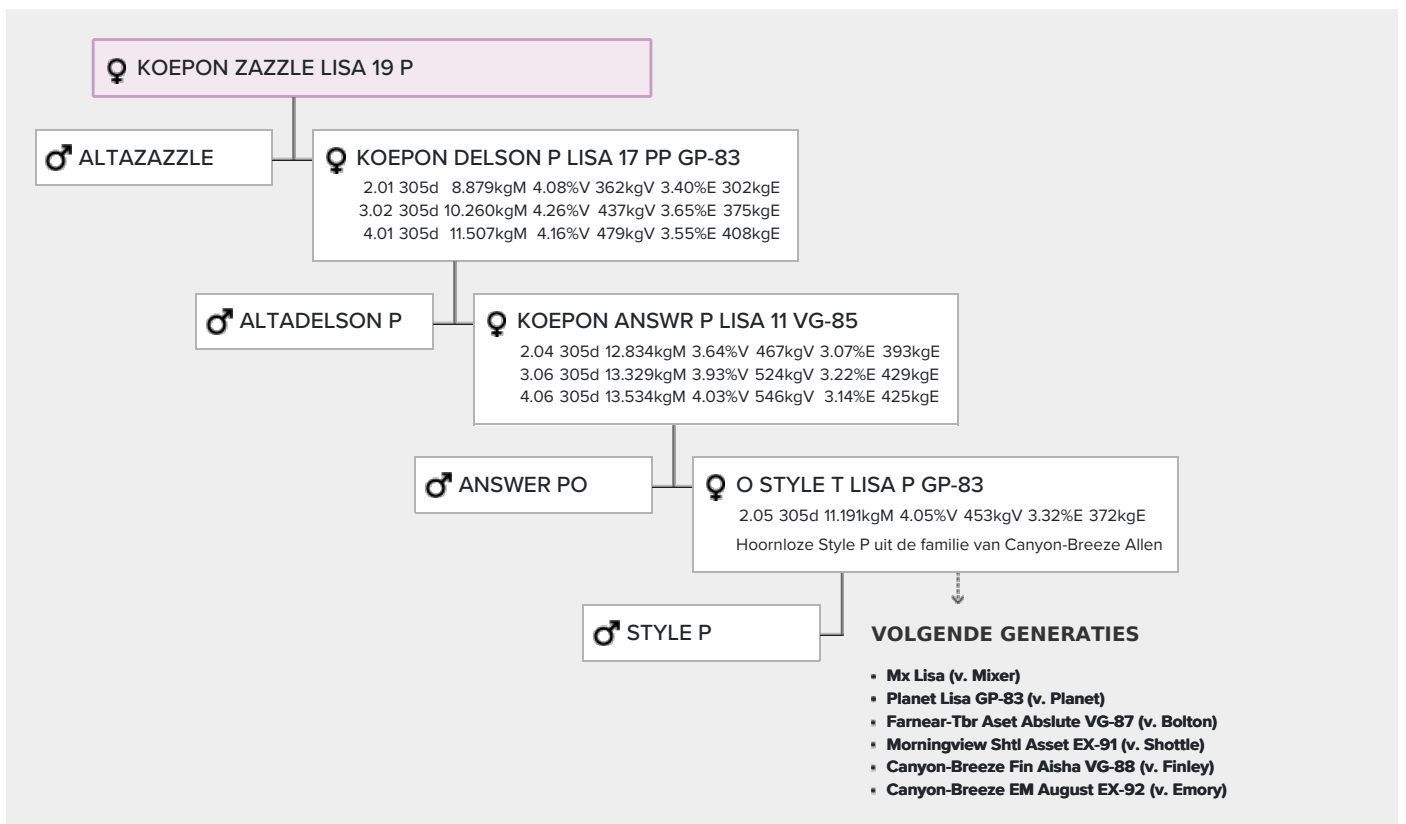 KOEPON ZAZZLE LISA 19 P
ALTAZAZZLE
KOEPON DELSON P LISA 17 PP GP-83
2.01 305d 8.879kgM 4.08%V 362kgV 3.40%E 302kgE
3.02 305d 10.260kgM 4.26%V 437kgV 3.65%E 375kgE
4.01 305d 11.507kgM 4.16%V 479kgV 3.55%E 408kgE
ALTADELSON P
KOEPON ANSWR P LISA 11 VG-85
2.04 305d 12.834kgM 3.64%V 467kgV 3.07%E 393kgE
3.06 305d 13.329kgM 3.93%V 524kgV 3.22%E 429kgE
4.06 305d 13.534kgM 4.03%V 546kgV 3.14%E 425kgE
ANSWER PO
O STYLE T LISA P GP-83
2.05 305d 11.191kgM 4.05%V 453kgV 3.32%E 372kgE
Hoornloze Style P uit de familie van Canyon-Breeze Allen
STYLE P
VOLGENDE GENERATIES
Mx Lisa (v. Mixer)
Planet Lisa GP-83 (v. Planet)
Farnear-Tbr Aset Abslute VG-87 (v. Bolton)
Morningview Shtl Asset EX-91 (v. Shottle)
Canyon-Breeze Fin Aisha VG-88 (v. Finley)
Canyon-Breeze EM August EX-92 (v. Emory)